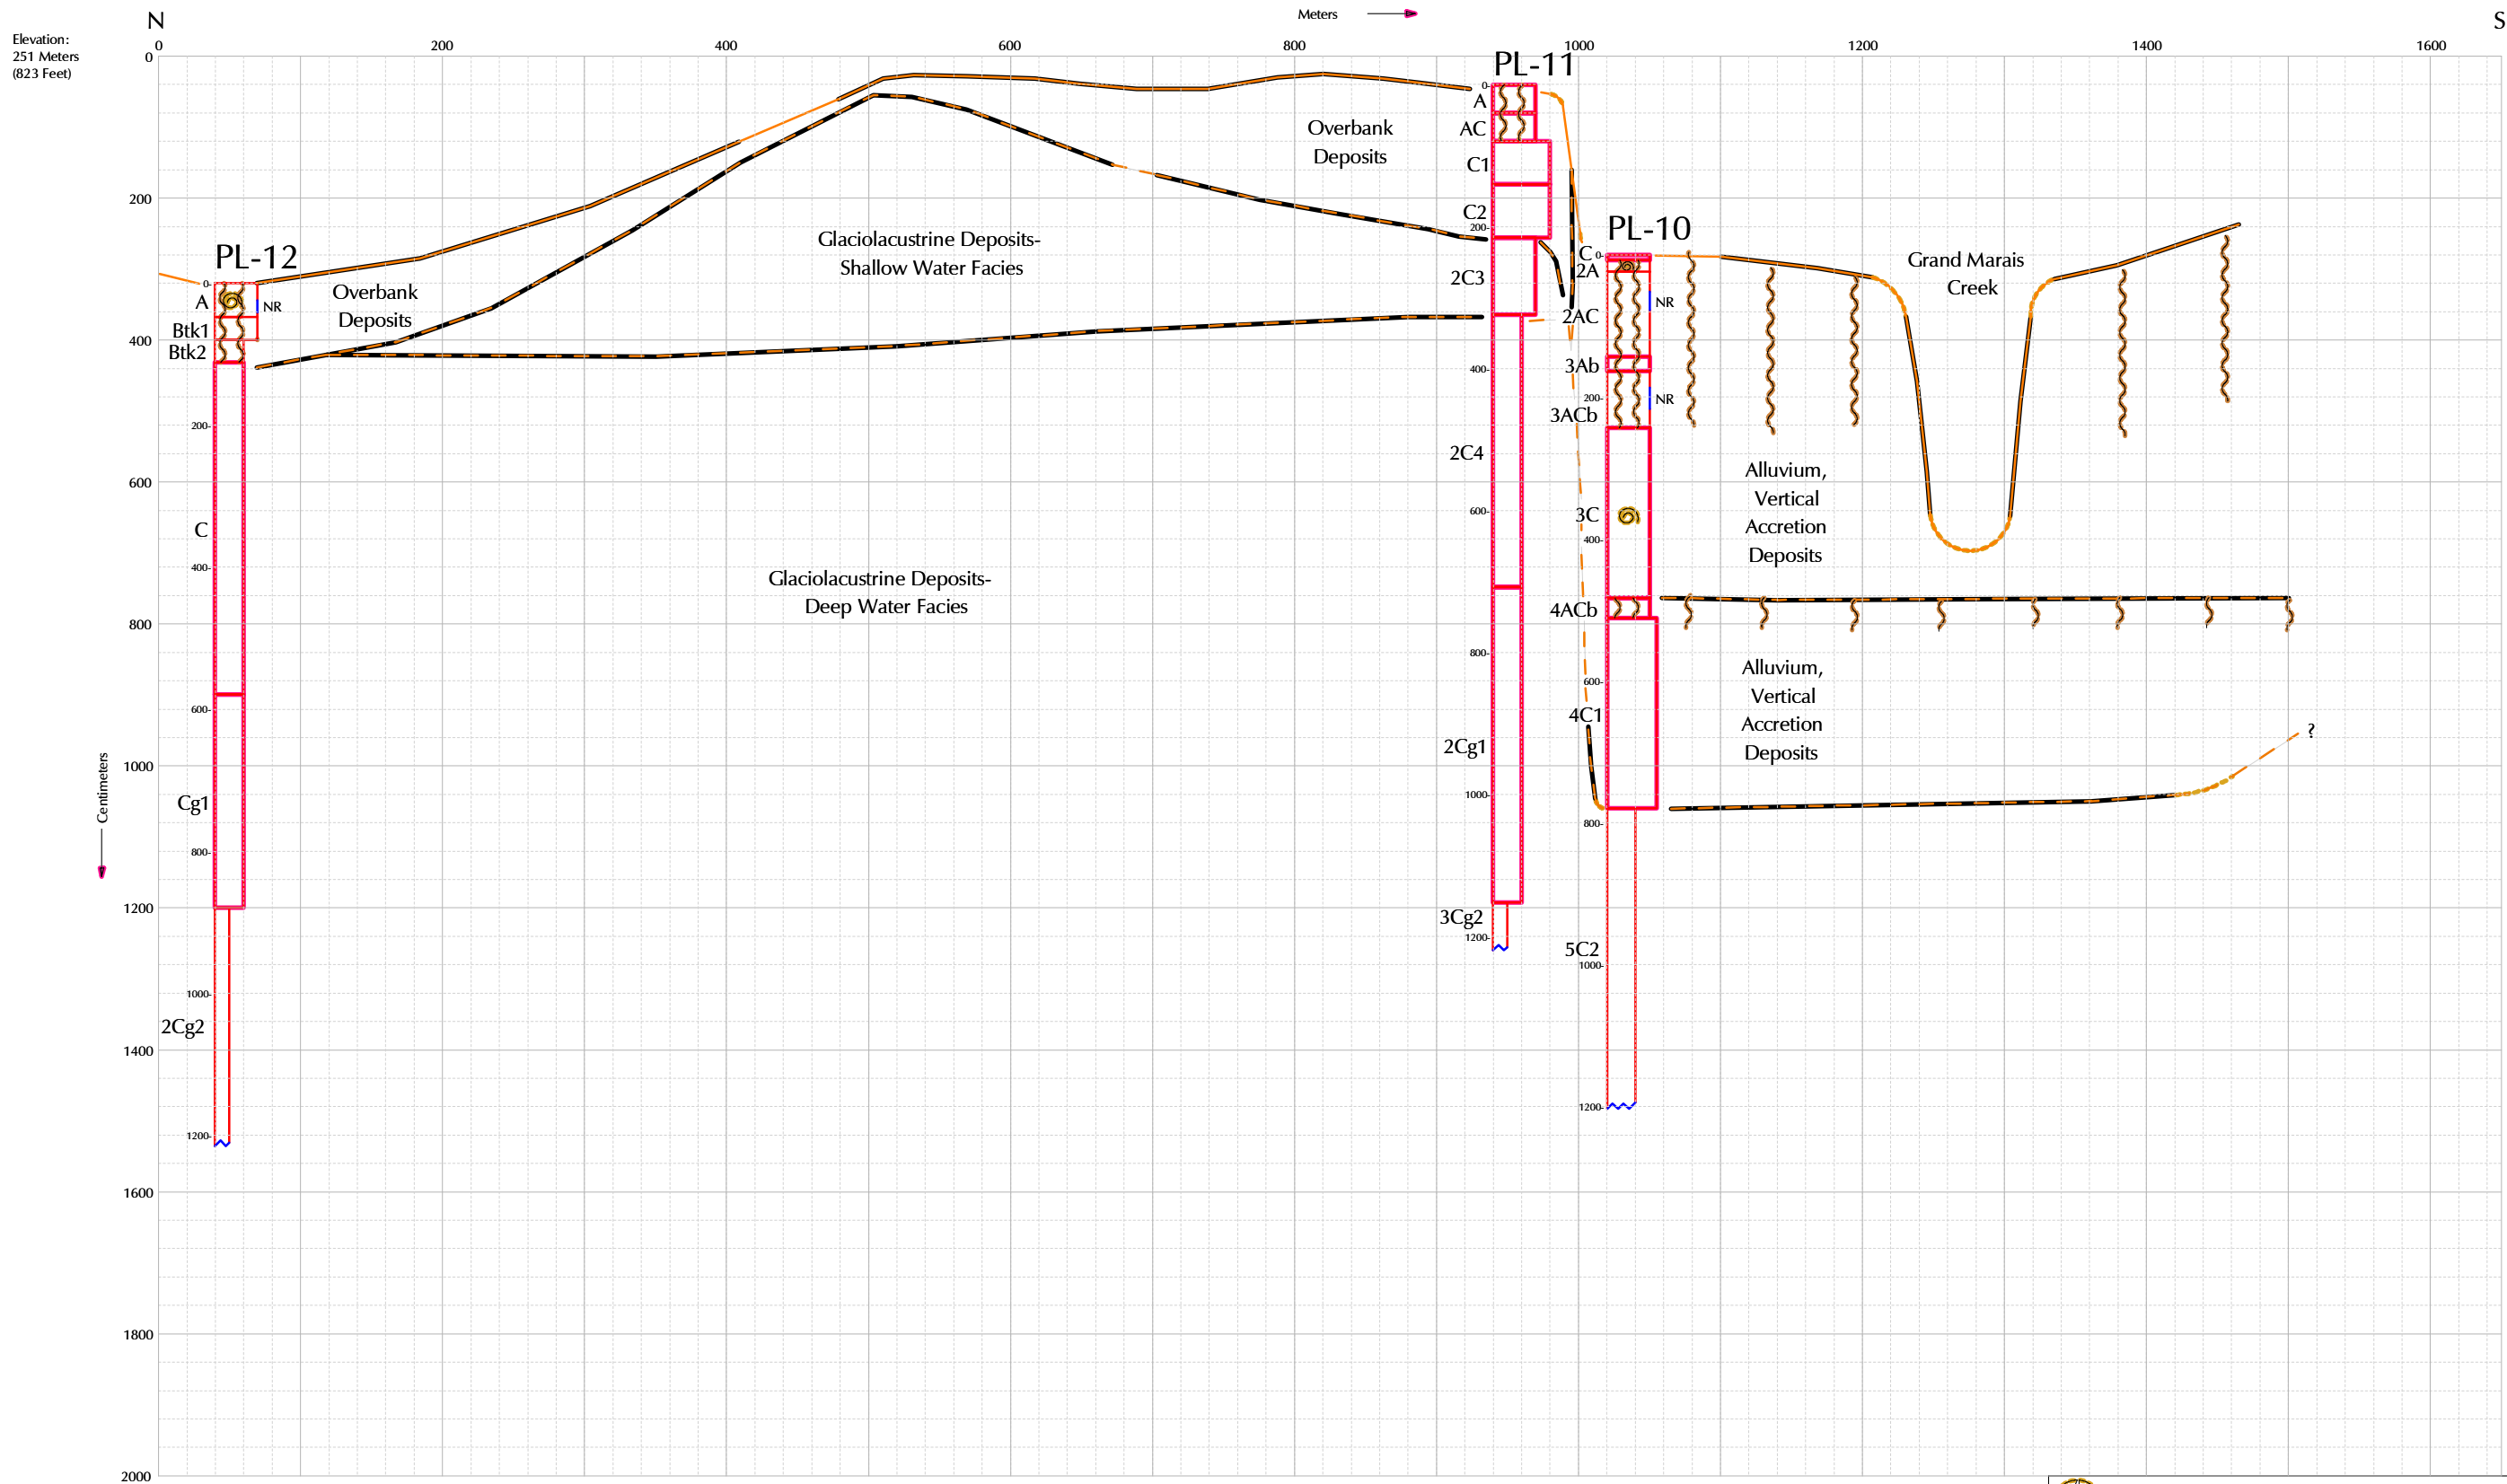 N
Meters
S
Elevation:
251 Meters
(823 Feet)
0 200 400 600 800 1000 1200 1400 1600
0
200
400
600
800
1000
1200
1400
1600
1800
2000
Centimeters
PL-12
0-
200-
400-
600-
800-
1000-
1200-
A
Btk1
Btk2
C
Cg1
2Cg2
NR
Overbank
Deposits
Glaciolacustrine Deposits-
Shallow Water Facies
Glaciolacustrine Deposits-
Deep Water Facies
Overbank
Deposits
PL-11
0-
200-
400-
600-
800-
1000-
1200-
A
AC
C1
C2
2C3
2C4
2Cg1
3Cg2
PL-10
0-
200-
400-
600-
800-
1000-
1200-
C
2A
2AC
3Ab
3ACb
3C
4ACb
4C1
5C2
NR
NR
Grand Marais
Creek
Alluvium,
Vertical
Accretion
Deposits
Alluvium,
Vertical
Accretion
Deposits
?